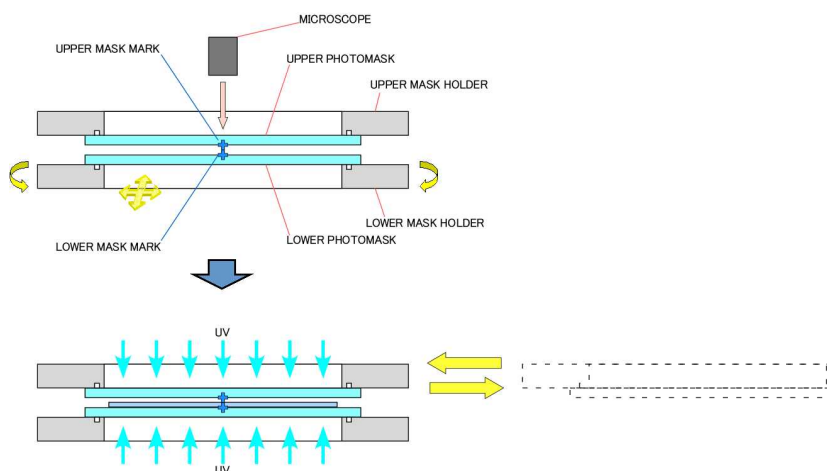 MICROSCOPE
UPPER MASK MARK
UPPER PHOTOMASK
UPPER MASK HOLDER
LOWER MASK HOLDER
LOWER PHOTOMASK
LOWER MASK MARK
UV
UV